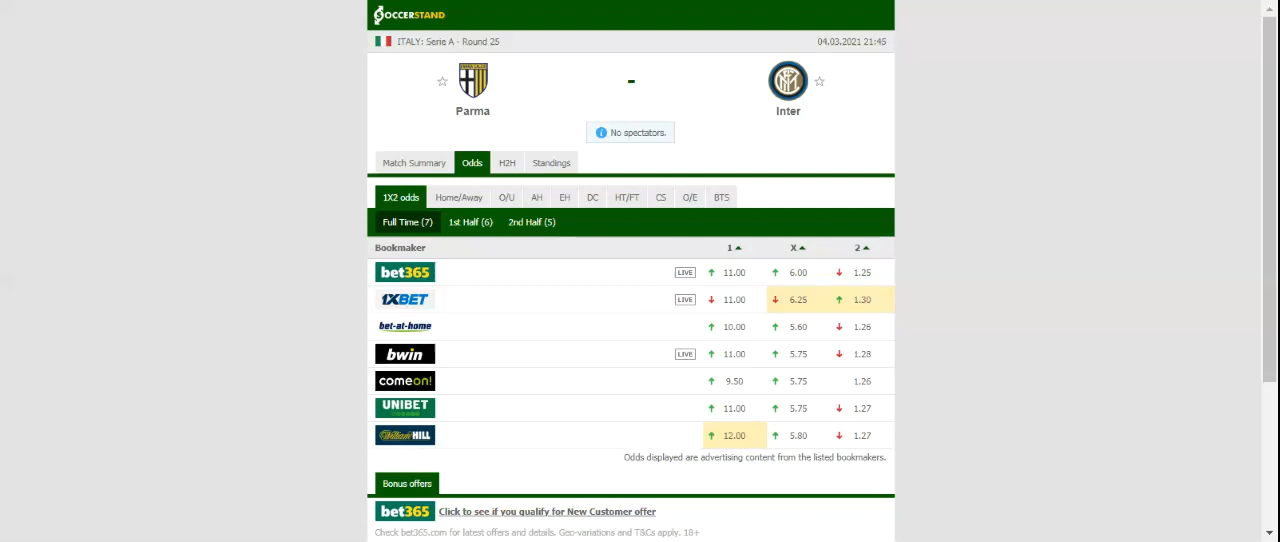 SOCCERSTAND
ITALY: Serie A - Round 25 04.03.2021 21:45
-
Parma Inter
No spectators.
Match Summary Odds H2H Standings
1X2 odds Home/Away O/U AH EH DC HT/FT CS O/E BTS
Full Time (7) 1st Half (6) 2nd Half (5)
Bookmaker 1 X 2
bet365 LIVE 11.00 6.00 1.25
1XBET LIVE 11.00 6.25 1.30
bet-at-home 10.00 5.60 1.26
bwin LIVE 11.00 5.75 1.28
comeon! 9.50 5.75 1.26
UNIBET 11.00 5.75 1.27
William HILL 12.00 5.80 1.27
Odds displayed are advertising content from the listed bookmakers.
Bonus offers
bet365 Click to see if you qualify for New Customer offer
Check bet365.com for latest offers and details. Geo-variations and T&Cs apply. 18+